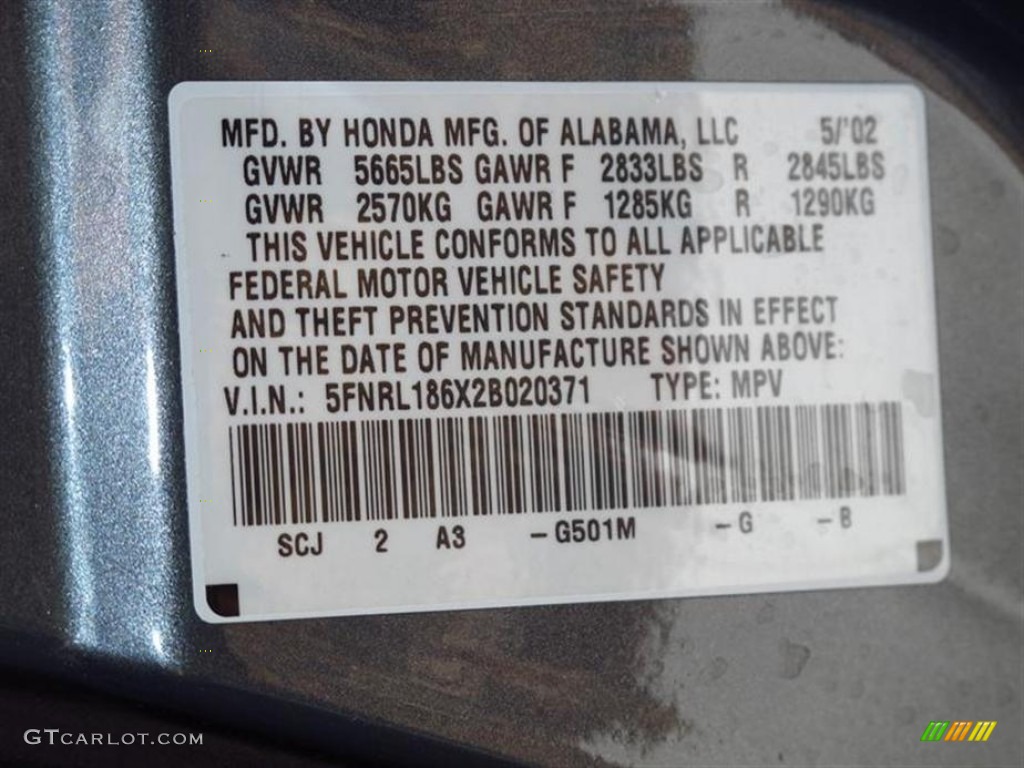 MFD. BY HONDA MFG. OF ALABAMA, LLC 5/'02
GVWR 5665LBS GAWR F 2833LBS R 2845LBS
GVWR 2570KG GAWR F 1285KG R 1290KG
THIS VEHICLE CONFORMS TO ALL APPLICABLE
FEDERAL MOTOR VEHICLE SAFETY
AND THEFT PREVENTION STANDARDS IN EFFECT
ON THE DATE OF MANUFACTURE SHOWN ABOVE:
V.I.N.: 5FNRL186X2B020371 TYPE: MPV
SCJ 2 A3 – G501M – G – B
GTCARLOT.COM